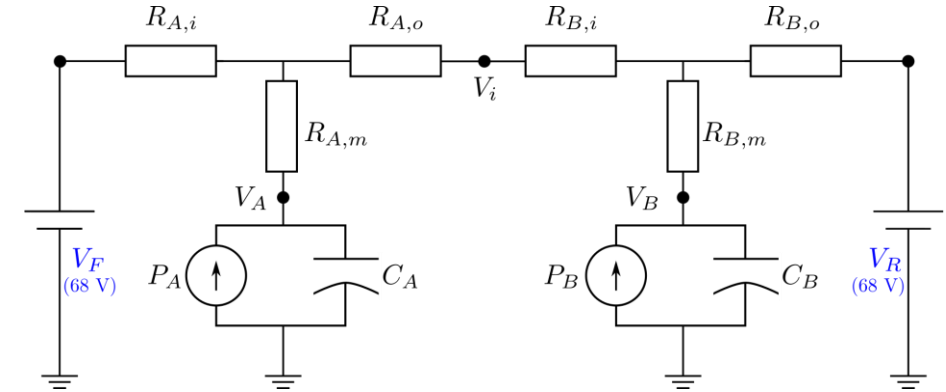 R_{A,i}
R_{A,o}
R_{B,i}
R_{B,o}
V_i
R_{A,m}
R_{B,m}
V_A
V_B
V_F
(68 V)
P_A
C_A
P_B
C_B
V_R
(68 V)